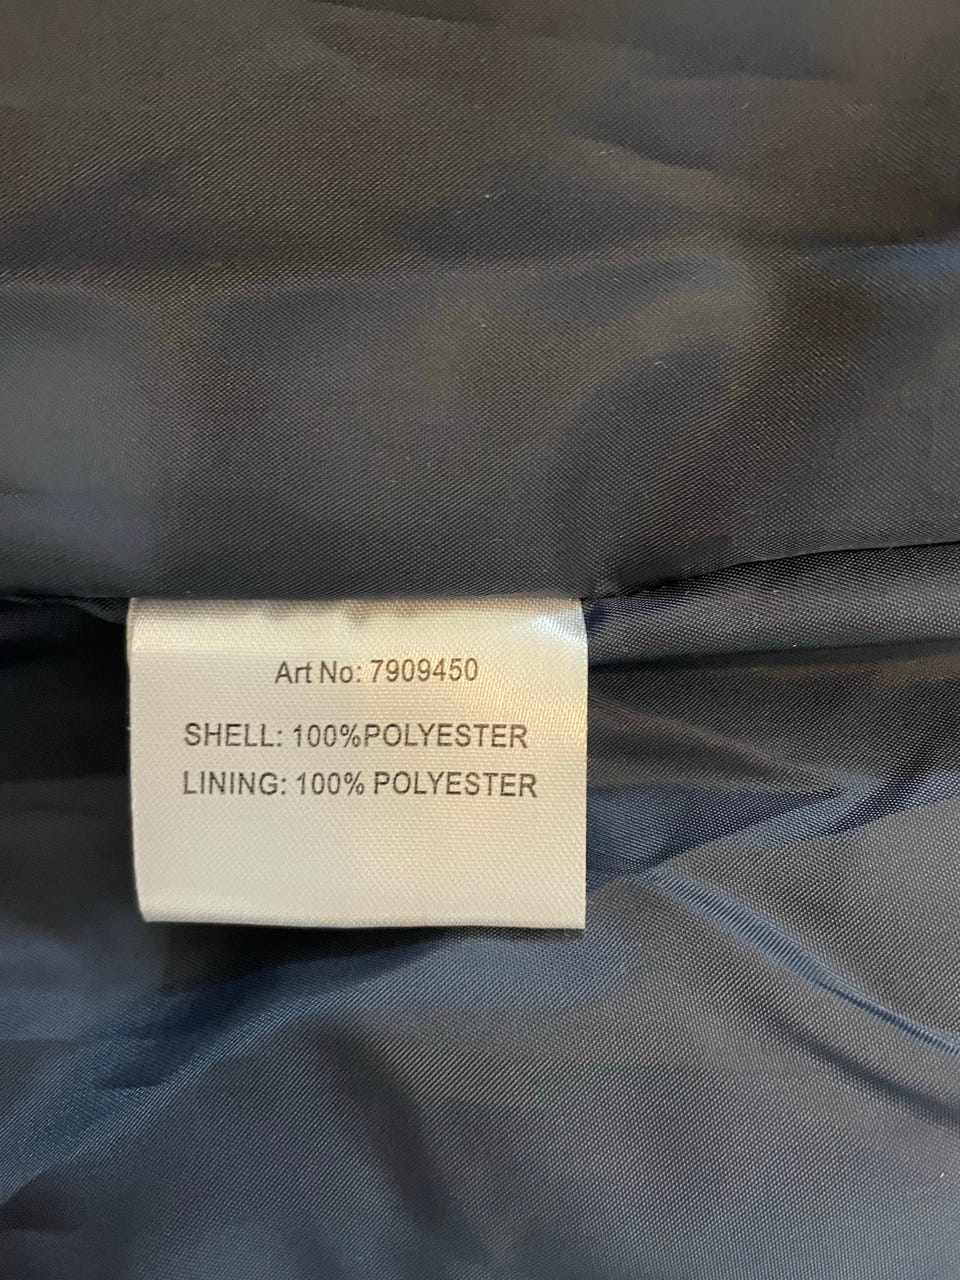 Art No: 7909450
SHELL: 100%POLYESTER
LINING: 100% POLYESTER